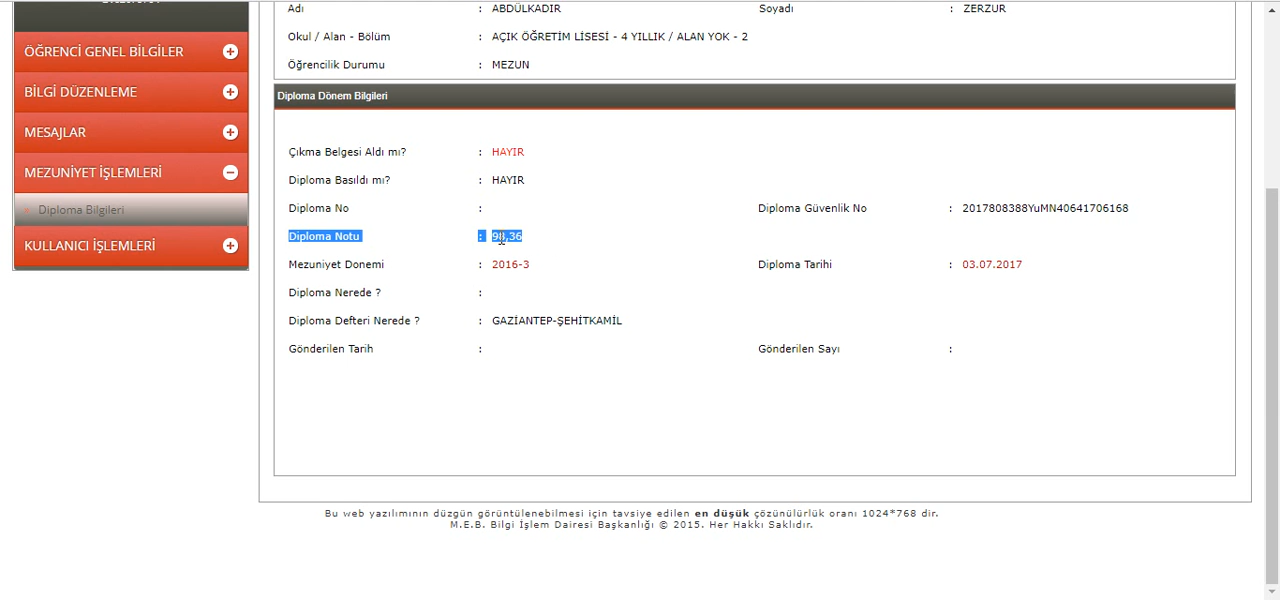 Adı : ABDÜLKADIR Soyadı : ZERZUR
ÖĞRENCİ GENEL BİLGİLER
Okul / Alan - Bölüm : AÇIK ÖĞRETİM LİSESİ - 4 YILLIK / ALAN YOK - 2
Öğrencilik Durumu : MEZUN
BİLGİ DÜZENLEME
MESAJLAR
MEZUNİYET İŞLEMLERİ
Diploma Bilgileri
KULLANICI İŞLEMLERİ
Diploma Dönem Bilgileri
Çıkma Belgesi Aldı mı? : HAYIR
Diploma Basıldı mı? : HAYIR
Diploma No : Diploma Güvenlik No : 2017808388YuMN40641706168
Diploma Notu : 98,36
Mezuniyet Donemi : 2016-3 Diploma Tarihi : 03.07.2017
Diploma Nerede ? :
Diploma Defteri Nerede ? : GAZİANTEP-ŞEHİTKAMİL
Gönderilen Tarih : Gönderilen Sayı :
Bu web yazılımının düzgün görüntülenebilmesi için tavsiye edilen en düşük çözünülürlük oranı 1024*768 dir.
M.E.B. Bilgi İşlem Dairesi Başkanlığı © 2015. Her Hakkı Saklıdır.